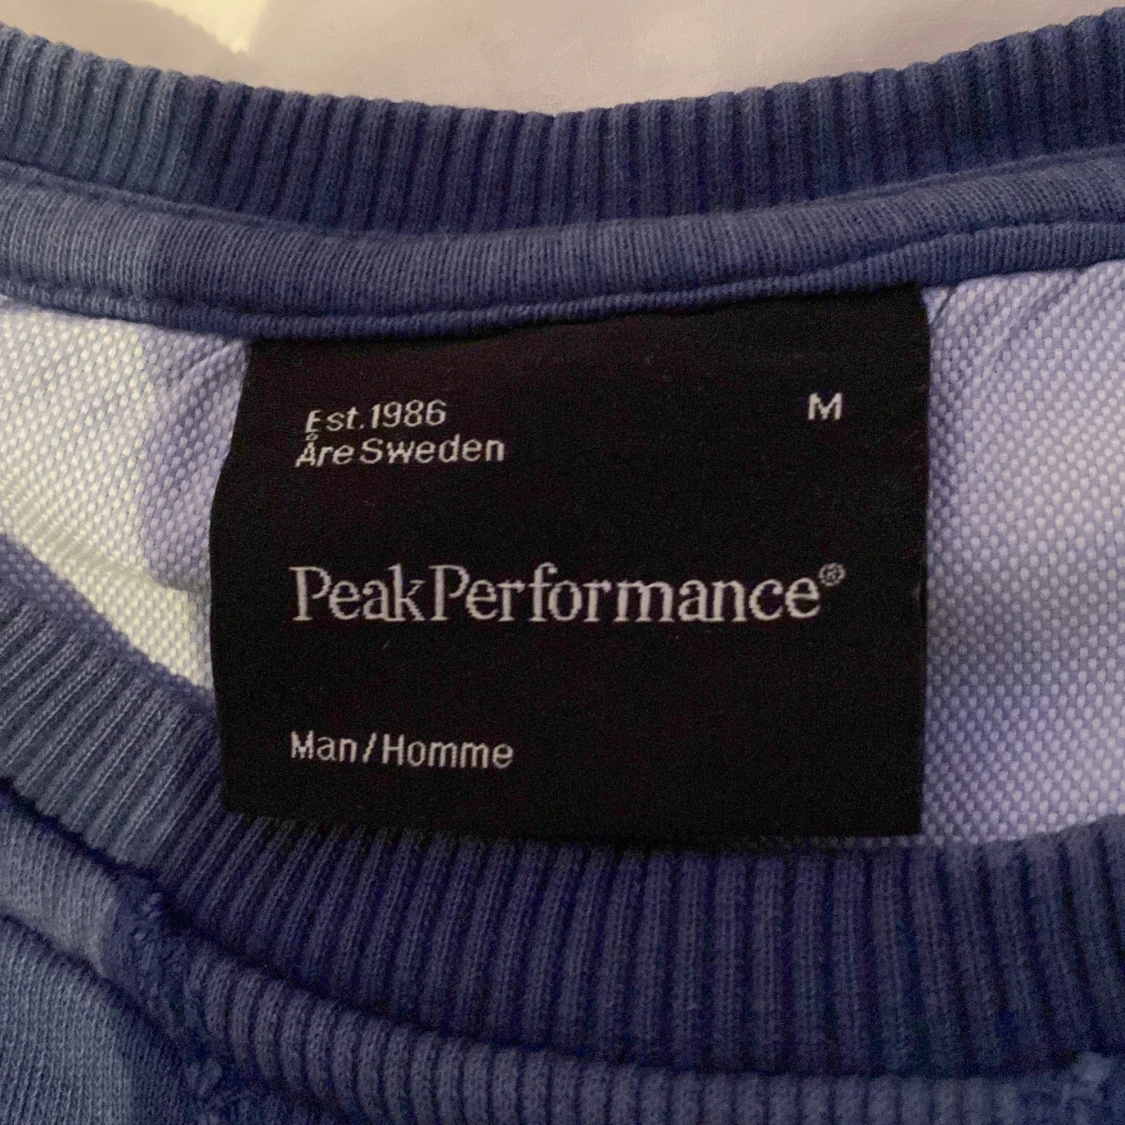 Est.1986
Åre Sweden
M
PeakPerformance®
Man/Homme